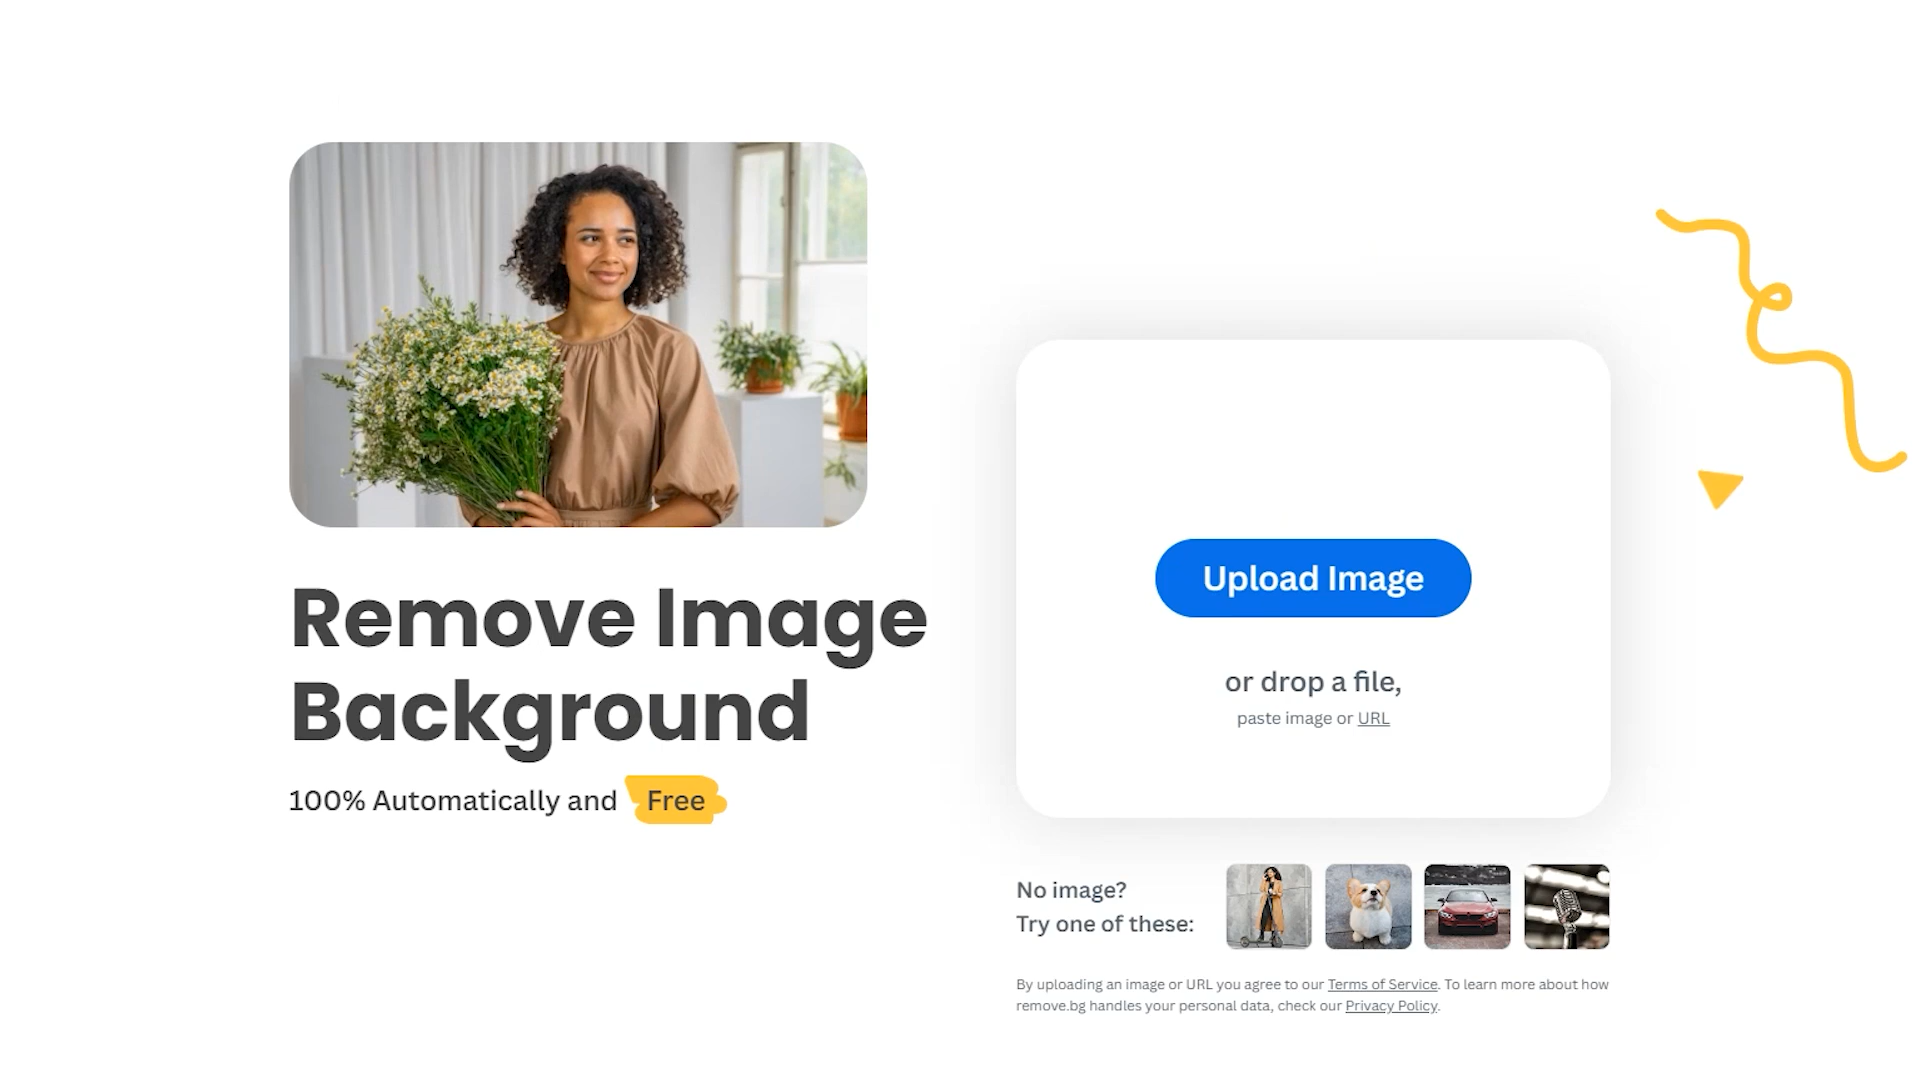 Remove Image
Background
100% Automatically and Free
Upload Image
or drop a file,
paste image or URL
No image?
Try one of these:
By uploading an image or URL you agree to our Terms of Service. To learn more about how
remove.bg handles your personal data, check our Privacy Policy.